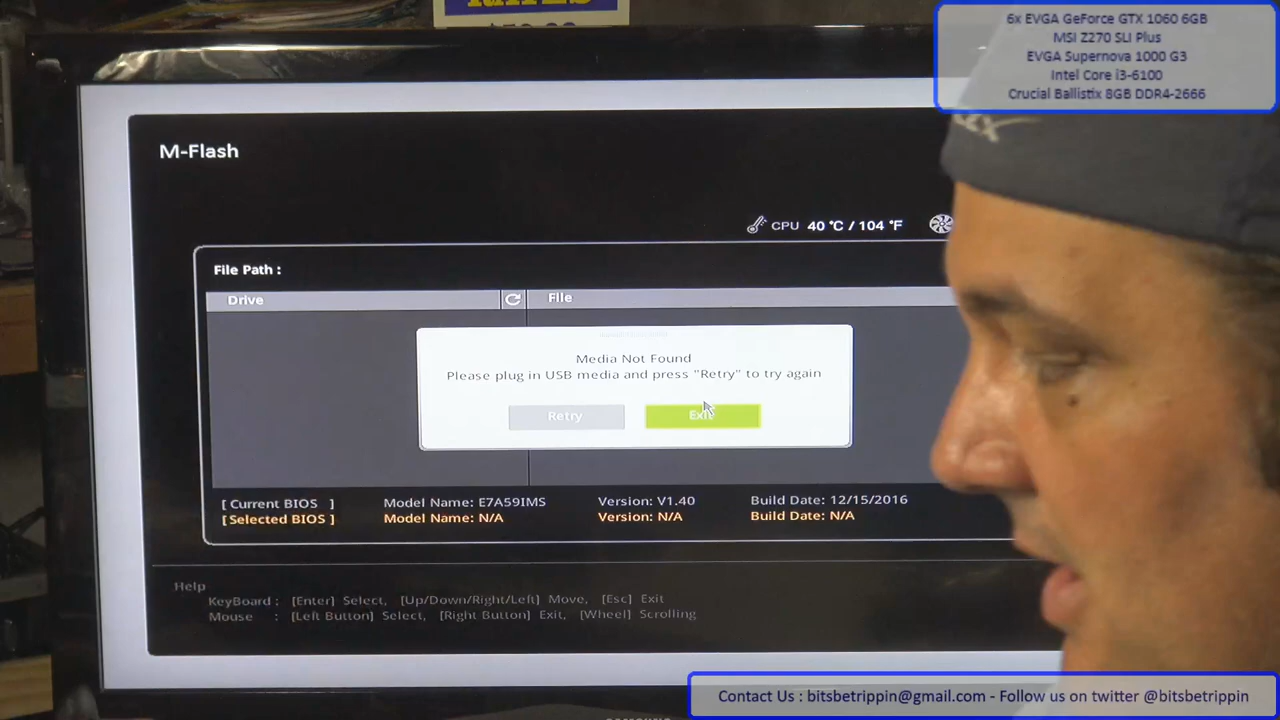 6x EVGA GeForce GTX 1060 6GB
MSI Z270 SLI Plus
EVGA Supernova 1000 G3
Intel Core i3-6100
Crucial Ballistix 8GB DDR4-2666
M-Flash
CPU 40 °C / 104 °F
File Path :
Drive
File
Media Not Found
Please plug in USB media and press "Retry" to try again
Retry
Exit
[ Current BIOS ] Model Name: E7A59IMS Version: V1.40 Build Date: 12/15/2016
[Selected BIOS ] Model Name: N/A Version: N/A Build Date: N/A
Help
KeyBoard : [Enter] Select, [Up/Down/Right/Left] Move, [Esc] Exit
Mouse : [Left Button] Select, [Right Button] Exit, [Wheel] Scrolling
Contact Us : bitsbetrippin@gmail.com - Follow us on twitter @bitsbetrippin